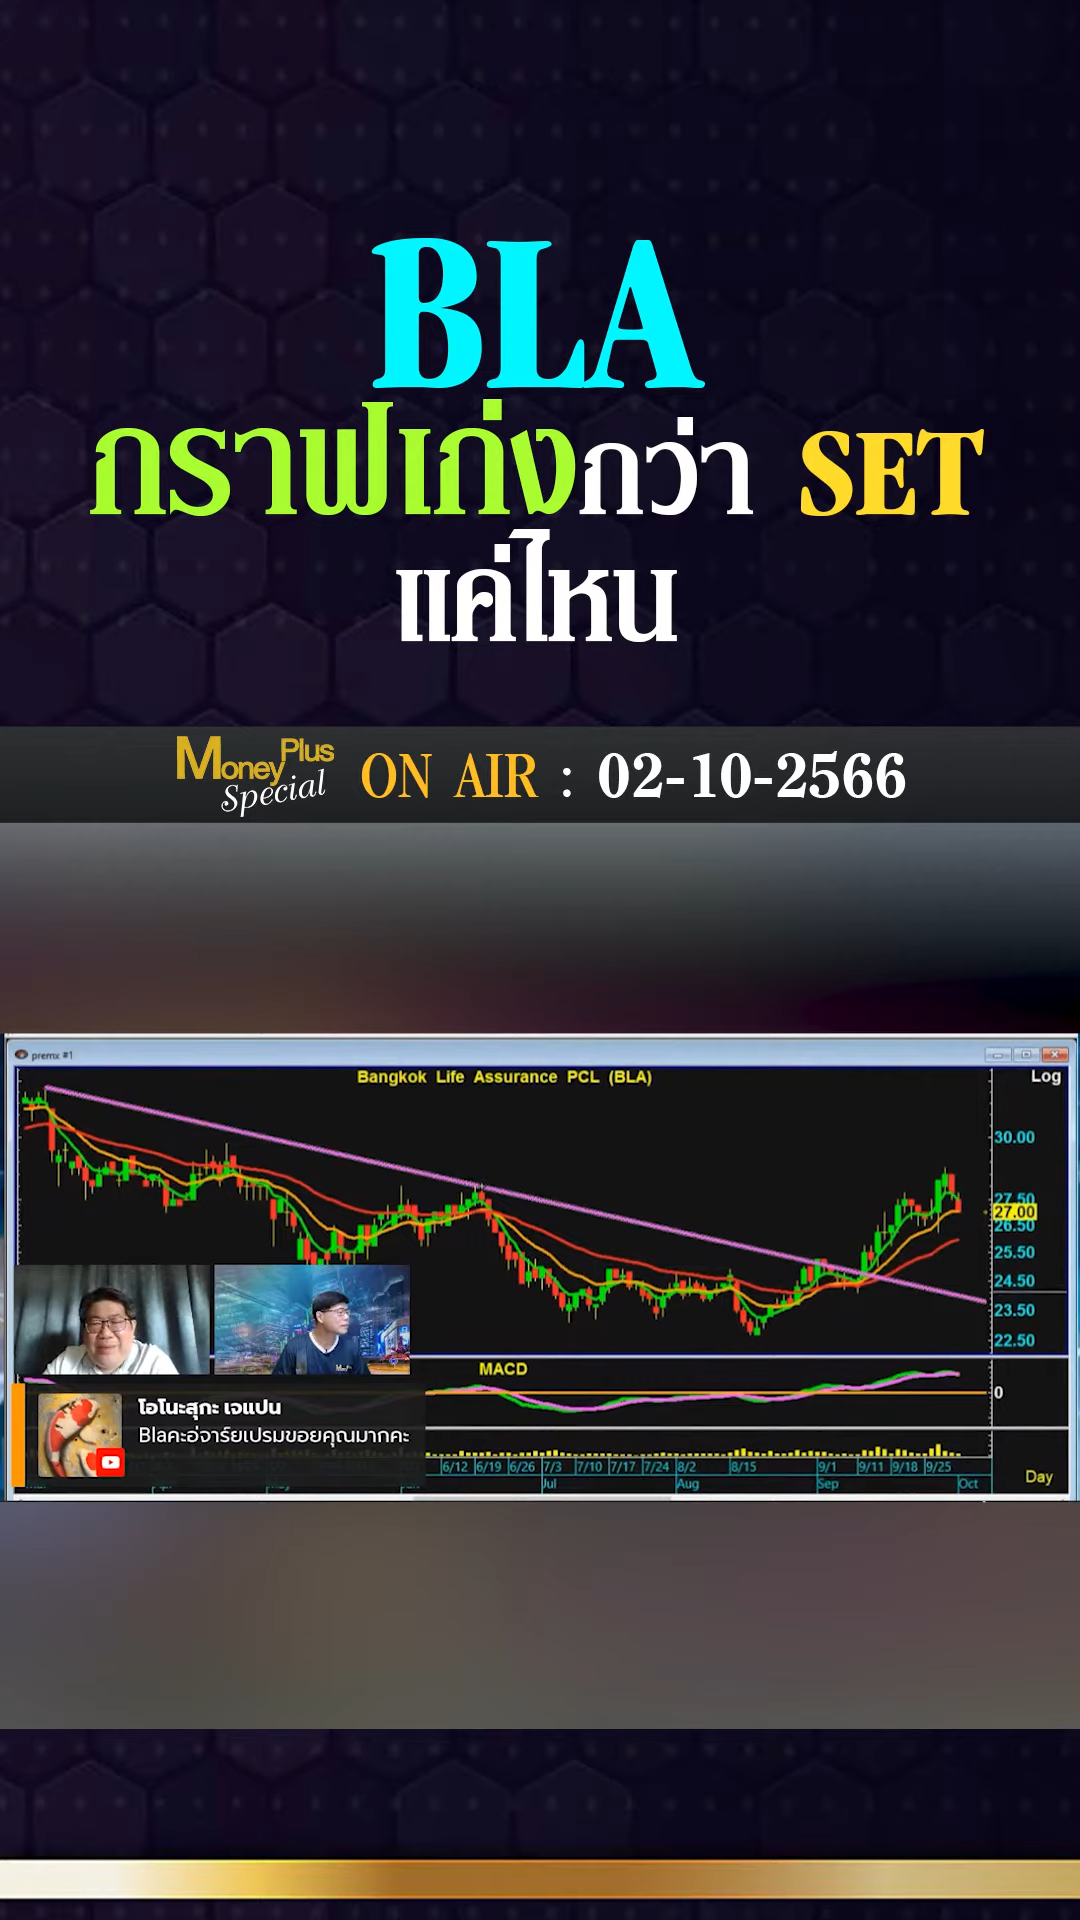 BLA
กราฟเก่งกว่า SET
แค่ไหน
Money Plus Special ON AIR : 02-10-2566
premx #1
Bangkok Life Assurance PCL (BLA)
Log
30.00
27.50
27.00
26.50
25.50
24.50
23.50
22.50
MACD
0
โอโนะสุกะ เจแปน
Blaคะอ่จาร์ยเปรมขอยคุณมากคะ
6/12 6/19 6/26 7/3 7/10 7/17 7/24 8/2 8/15 9/1 9/11 9/18 9/25
Jul Aug Sep Oct
Day